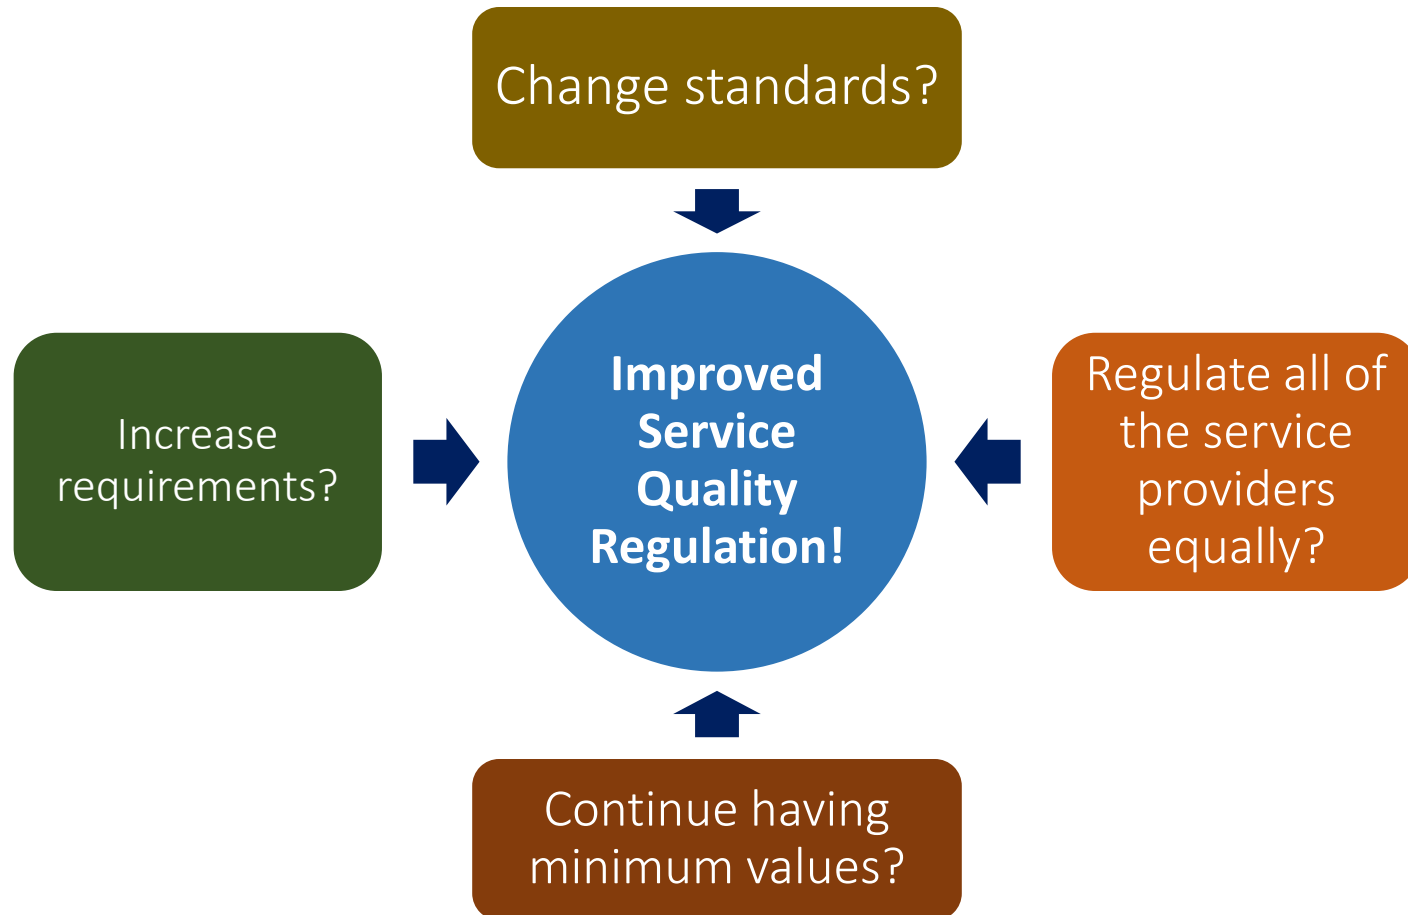 Change standards?
Increase
requirements?
Improved
Service
Quality
Regulation!
Regulate all of
the service
providers
equally?
Continue having
minimum values?